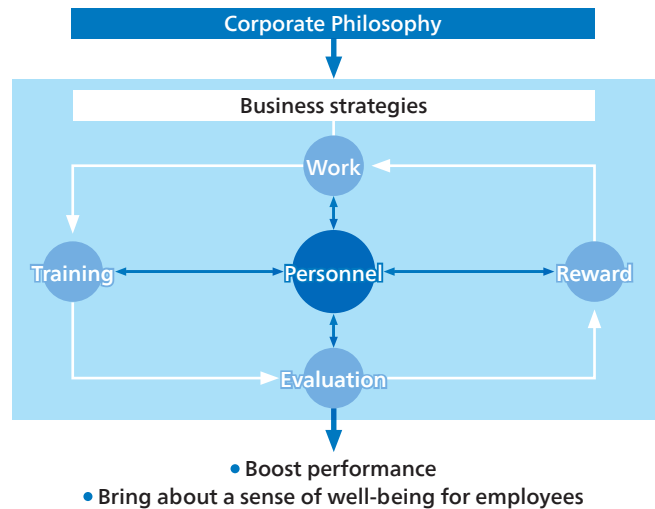 Corporate Philosophy
Business strategies
Work
Training
Personnel
Reward
Evaluation
• Boost performance
• Bring about a sense of well-being for employees